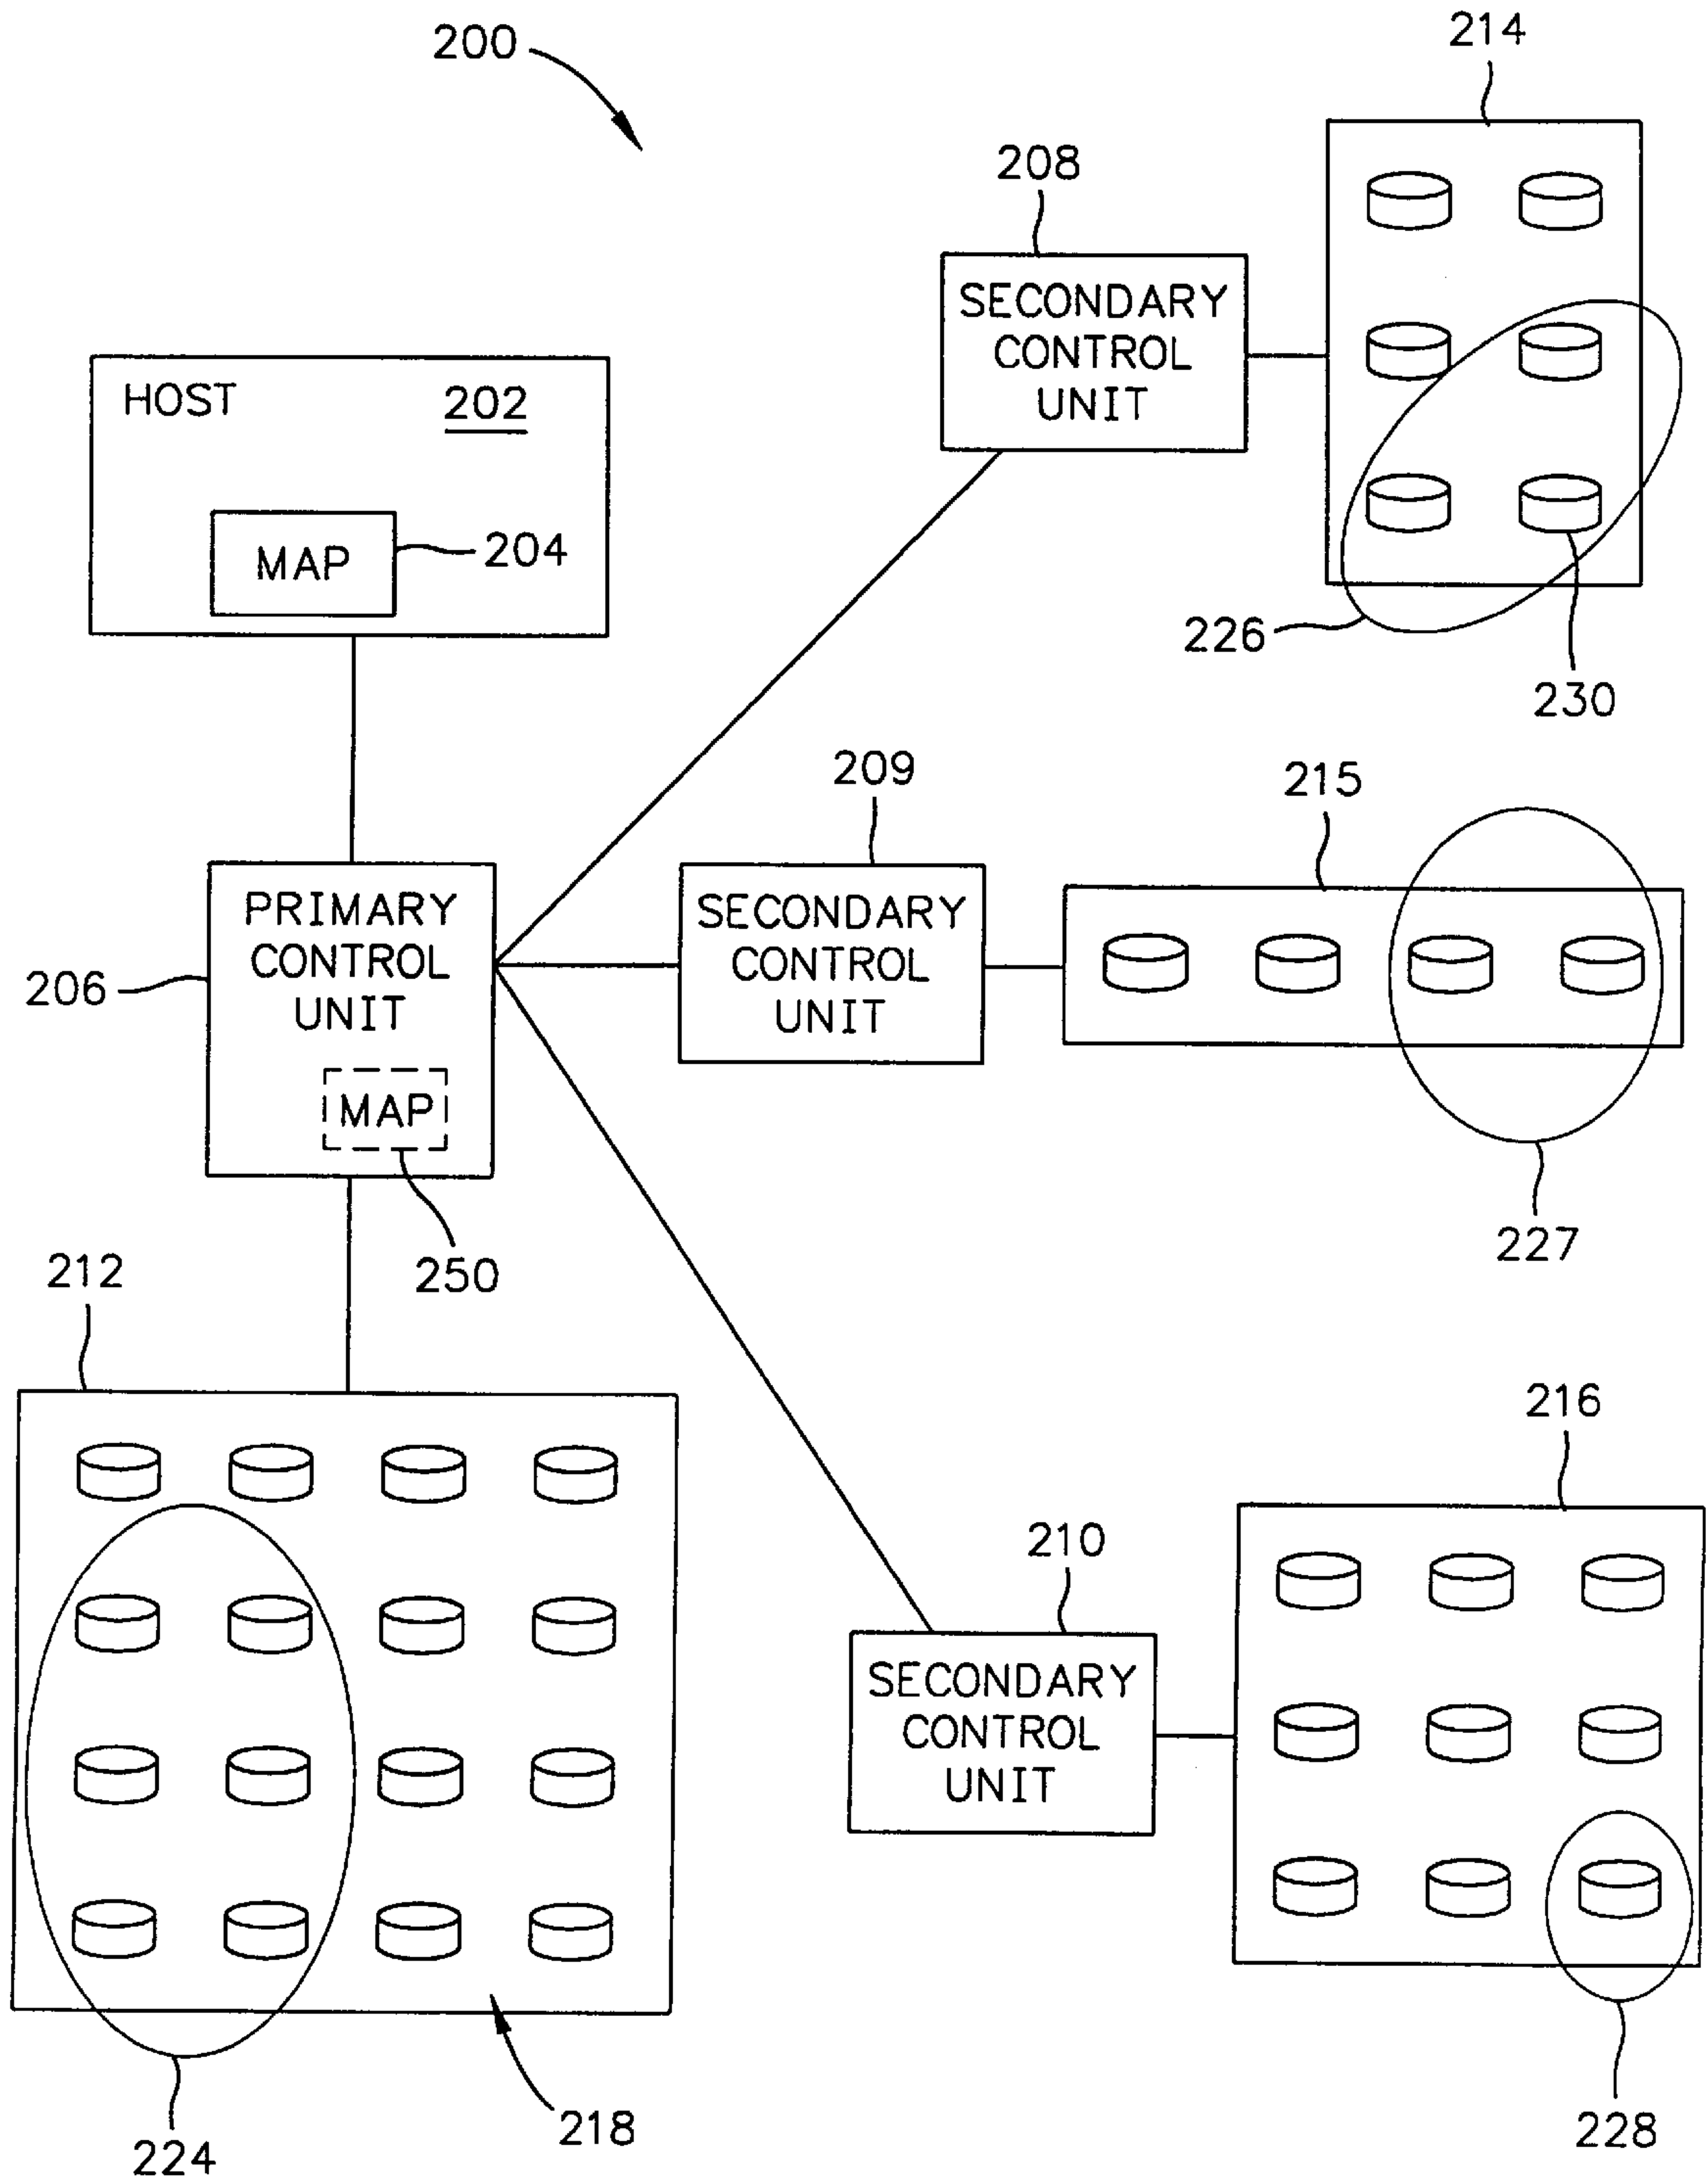 200
214
208
SECONDARY
CONTROL
UNIT
HOST
202
MAP
204
226
230
209
215
PRIMARY
CONTROL
UNIT
206
SECONDARY
CONTROL
UNIT
MAP
250
227
212
216
210
SECONDARY
CONTROL
UNIT
218
224
228